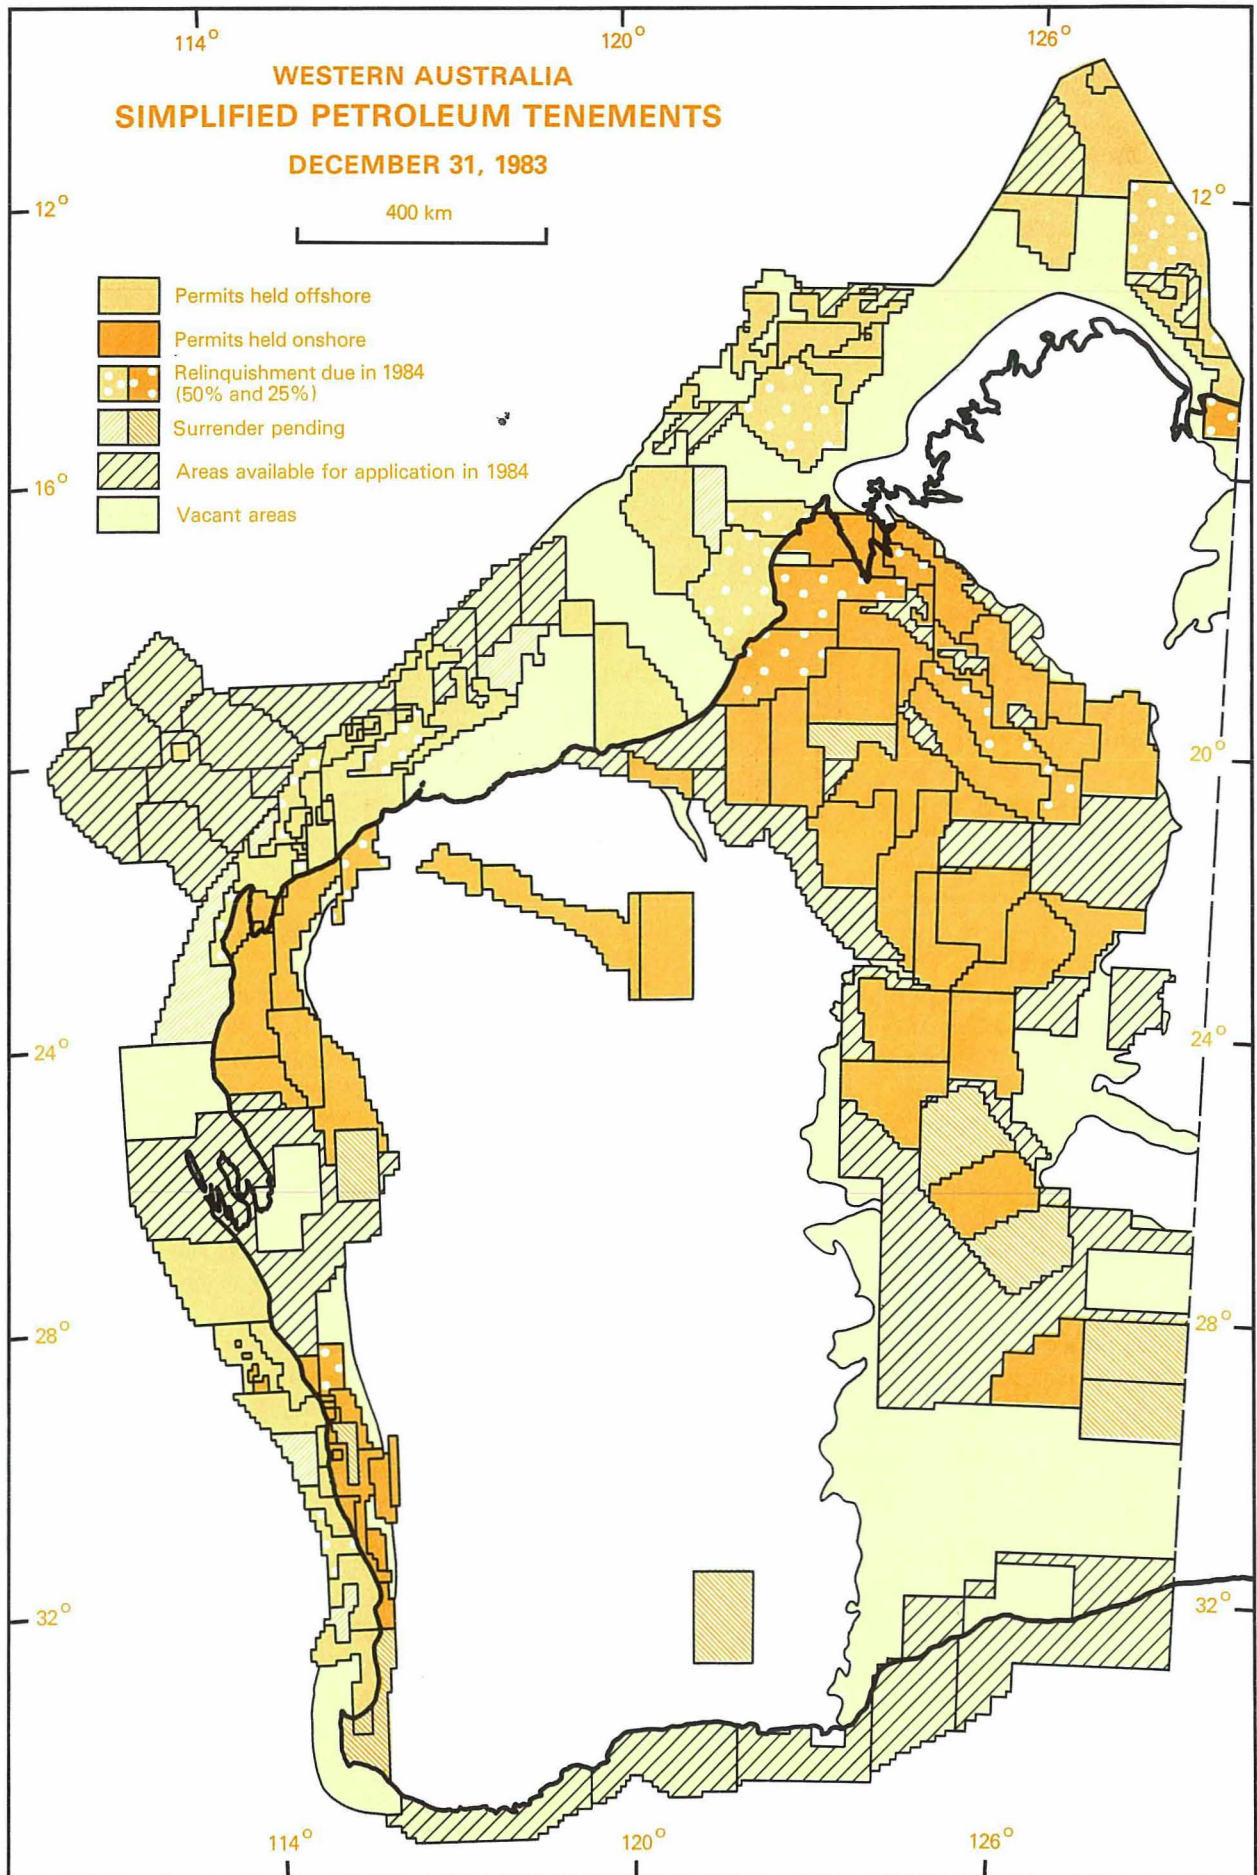 114°
120°
126°
WESTERN AUSTRALIA
SIMPLIFIED PETROLEUM TENEMENTS
DECEMBER 31, 1983
12°
400 km
12°
Permits held offshore
Permits held onshore
Relinquishment due in 1984
(50% and 25%)
Surrender pending
Areas available for application in 1984
16°
Vacant areas
20°
24°
24°
28°
28°
32°
32°
114°
120°
126°